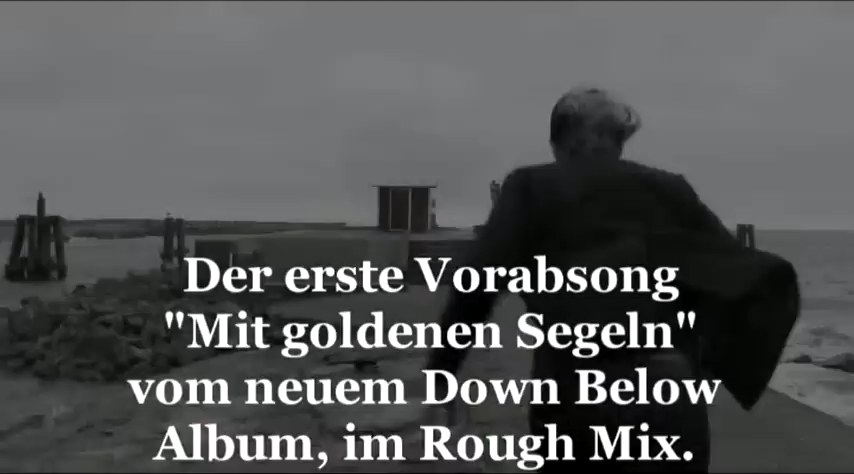 Der erste Vorabsong
"Mit goldenen Segeln"
vom neuem Down Below
Album, im Rough Mix.